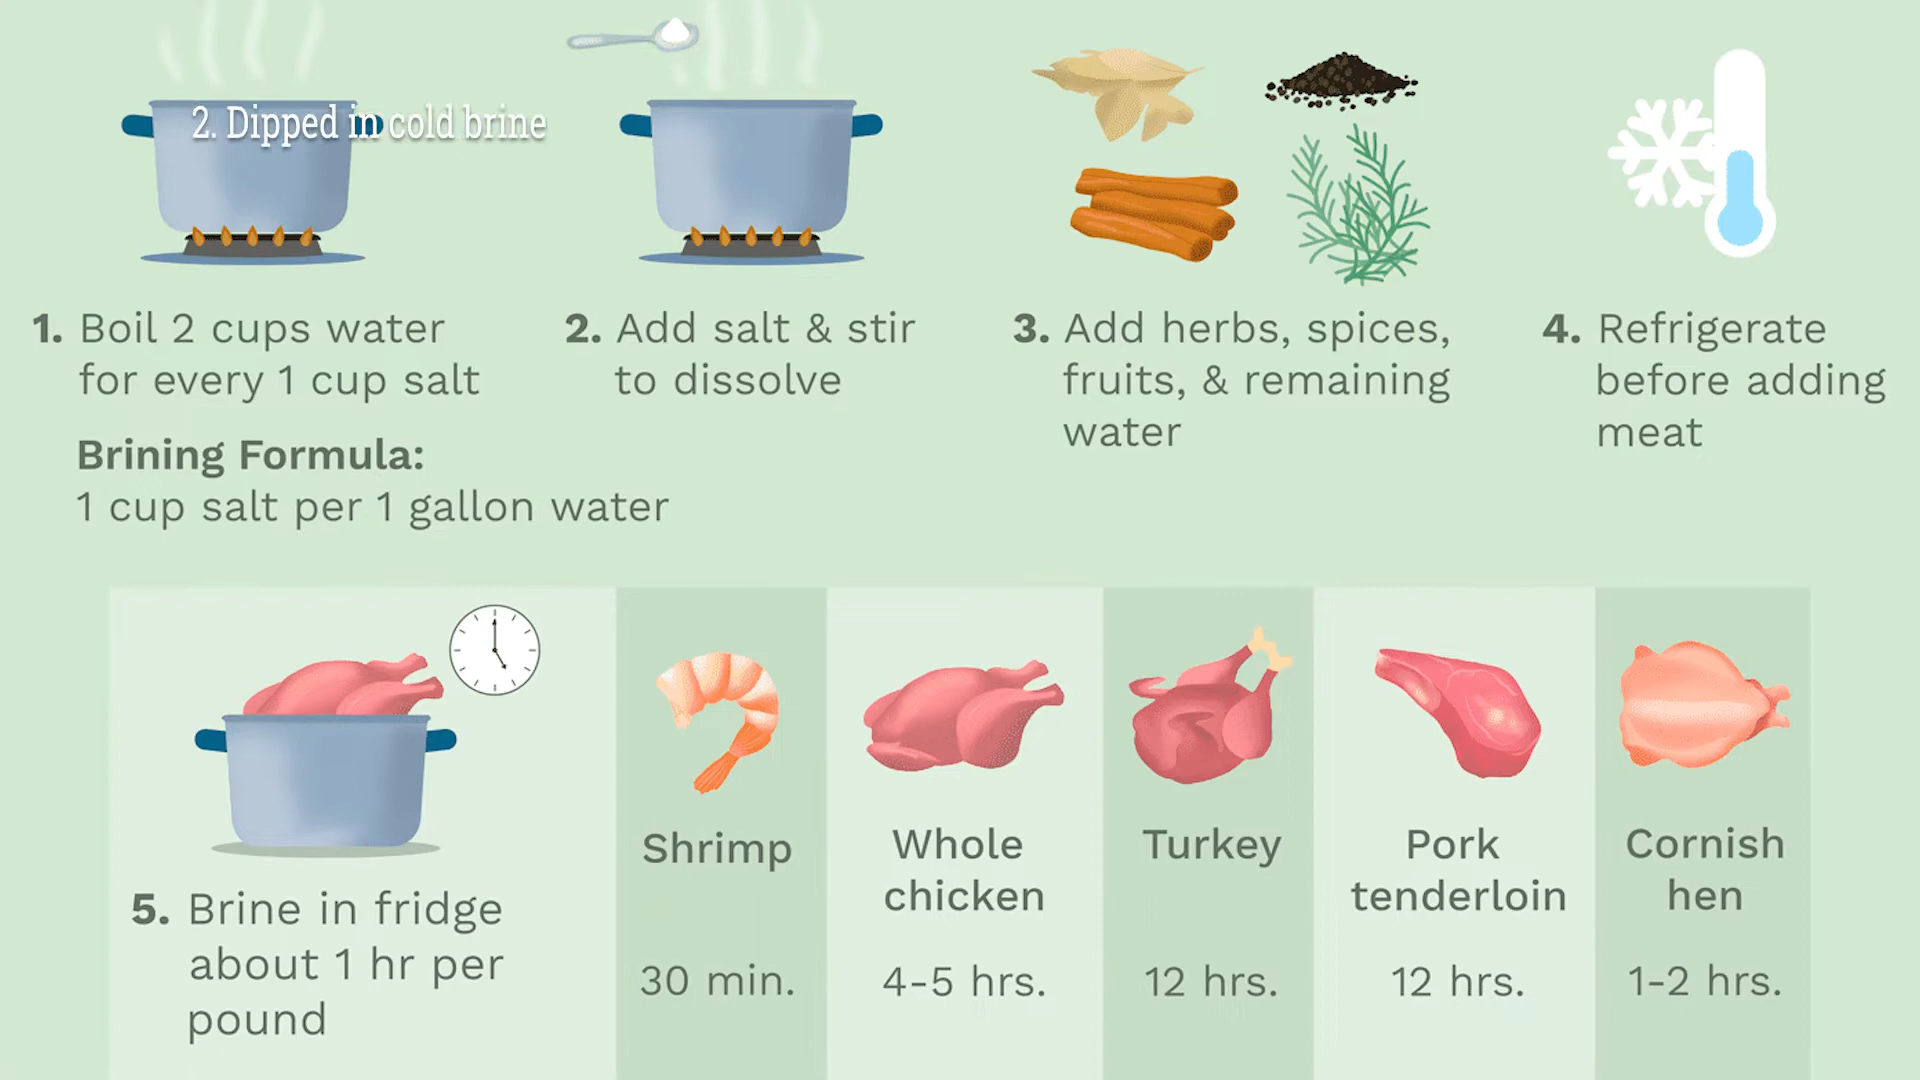 2. Dipped in cold brine
1. Boil 2 cups water
for every 1 cup salt
Brining Formula:
1 cup salt per 1 gallon water
2. Add salt & stir
to dissolve
3. Add herbs, spices,
fruits, & remaining
water
4. Refrigerate
before adding
meat
5. Brine in fridge
about 1 hr per
pound
Shrimp
30 min.
Whole
chicken
4-5 hrs.
Turkey
12 hrs.
Pork
tenderloin
12 hrs.
Cornish
hen
1-2 hrs.